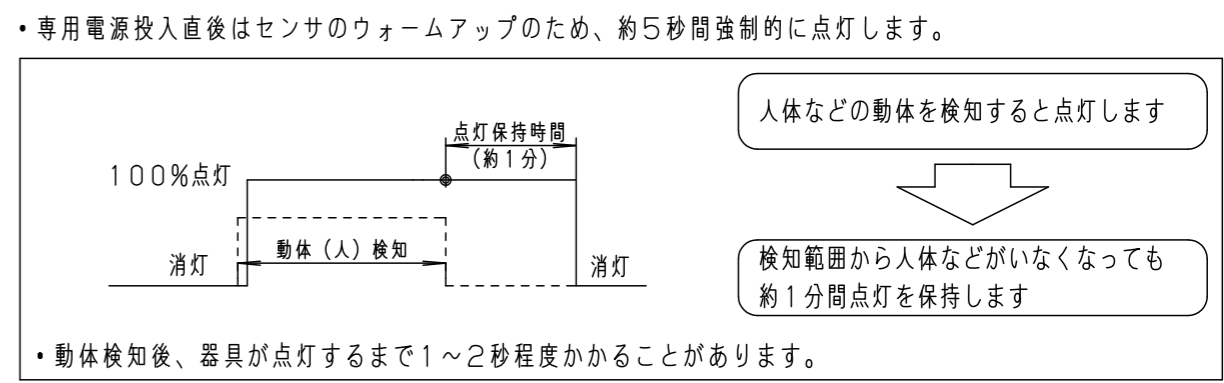 ・専用電源投入直後はセンサのウォームアップのため、約５秒間強制的に点灯します。
点灯保持時間
(約１分)
１００％点灯
動体（人）検知
消灯
消灯
人体などの動体を検知すると点灯します
検知範囲から人体などがいなくなっても
約１分間点灯を保持します
・動体検知後、器具が点灯するまで１～２秒程度かかることがあります。